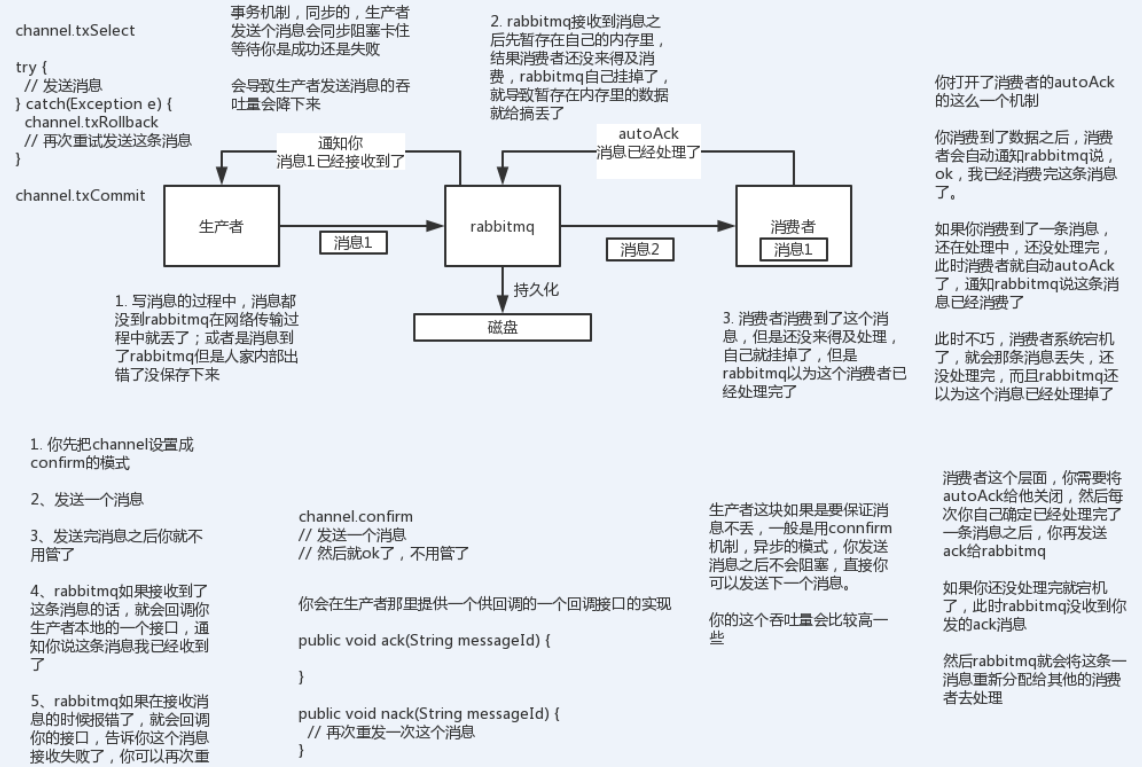 channel.txSelect
try {
// 发送消息
} catch(Exception e) {
channel.txRollback
// 再次重试发送这条消息
}
channel.txCommit
事务机制，同步的，生产者
发送个消息会同步阻塞卡住
等待你是成功还是失败
会导致生产者发送消息的吞
吐量会降下来
2. rabbitmq接收到消息之
后先暂存在自己的内存里，
结果消费者还没来得及消
费，rabbitmq自己挂掉了，
就导致暂存在内存里的数据
就给搞丢了
你打开了消费者的autoAck
的这么一个机制
你消费到了数据之后，消费
者会自动通知rabbitmq说，
ok，我已经消费完这条消息
了。
如果你消费到了一条消息，
还在处理中，还没处理完，
此时消费者就自动autoAck
了，通知rabbitmq说这条消
息已经消费了
此时不巧，消费者系统宕机
了，就会那条消息丢失，还
没处理完，而且rabbitmq还
以为这个消息已经处理掉了
通知你
消息1已经接收到了
autoAck
消息已经处理了
生产者
消息1
rabbitmq
消息2
消费者
消息1
持久化
磁盘
1. 写消息的过程中，消息都
没到rabbitmq在网络传输过
程中就丢了；或者是消息到
了rabbitmq但是人家内部出
错了没保存下来
3. 消费者消费到了这个消
息，但是还没来得及处理，
自己就挂掉了，但是
rabbitmq以为这个消费者已
经处理完了
1. 你先把channel设置成
confirm的模式
2、发送一个消息
3、发送完消息之后你就不
用管了
4、rabbitmq如果接收到了
这条消息的话，就会回调你
生产者本地的一个接口，通
知你说这条消息我已经收到
了
5、rabbitmq如果在接收消
息的时候报错了，就会回调
你的接口，告诉你这个消息
接收失败了，你可以再次重
channel.confirm
// 发送一个消息
// 然后就ok了，不用管了
你会在生产者那里提供一个供回调的一个回调接口的实现
public void ack(String messageId) {
}
public void nack(String messageId) {
// 再次重发一次这个消息
}
生产者这块如果是要保证消
息不丢，一般是用connfirm
机制，异步的模式，你发送
消息之后不会阻塞，直接你
可以发送下一个消息。
你的这个吞吐量会比较高一
些
消费者这个层面，你需要将
autoAck给他关闭，然后每
次你自己确定已经处理完了
一条消息之后，你再发送
ack给rabbitmq
如果你还没处理完就宕机
了，此时rabbitmq没收到你
发的ack消息
然后rabbitmq就会将这条一
消息重新分配给其他的消费
者去处理